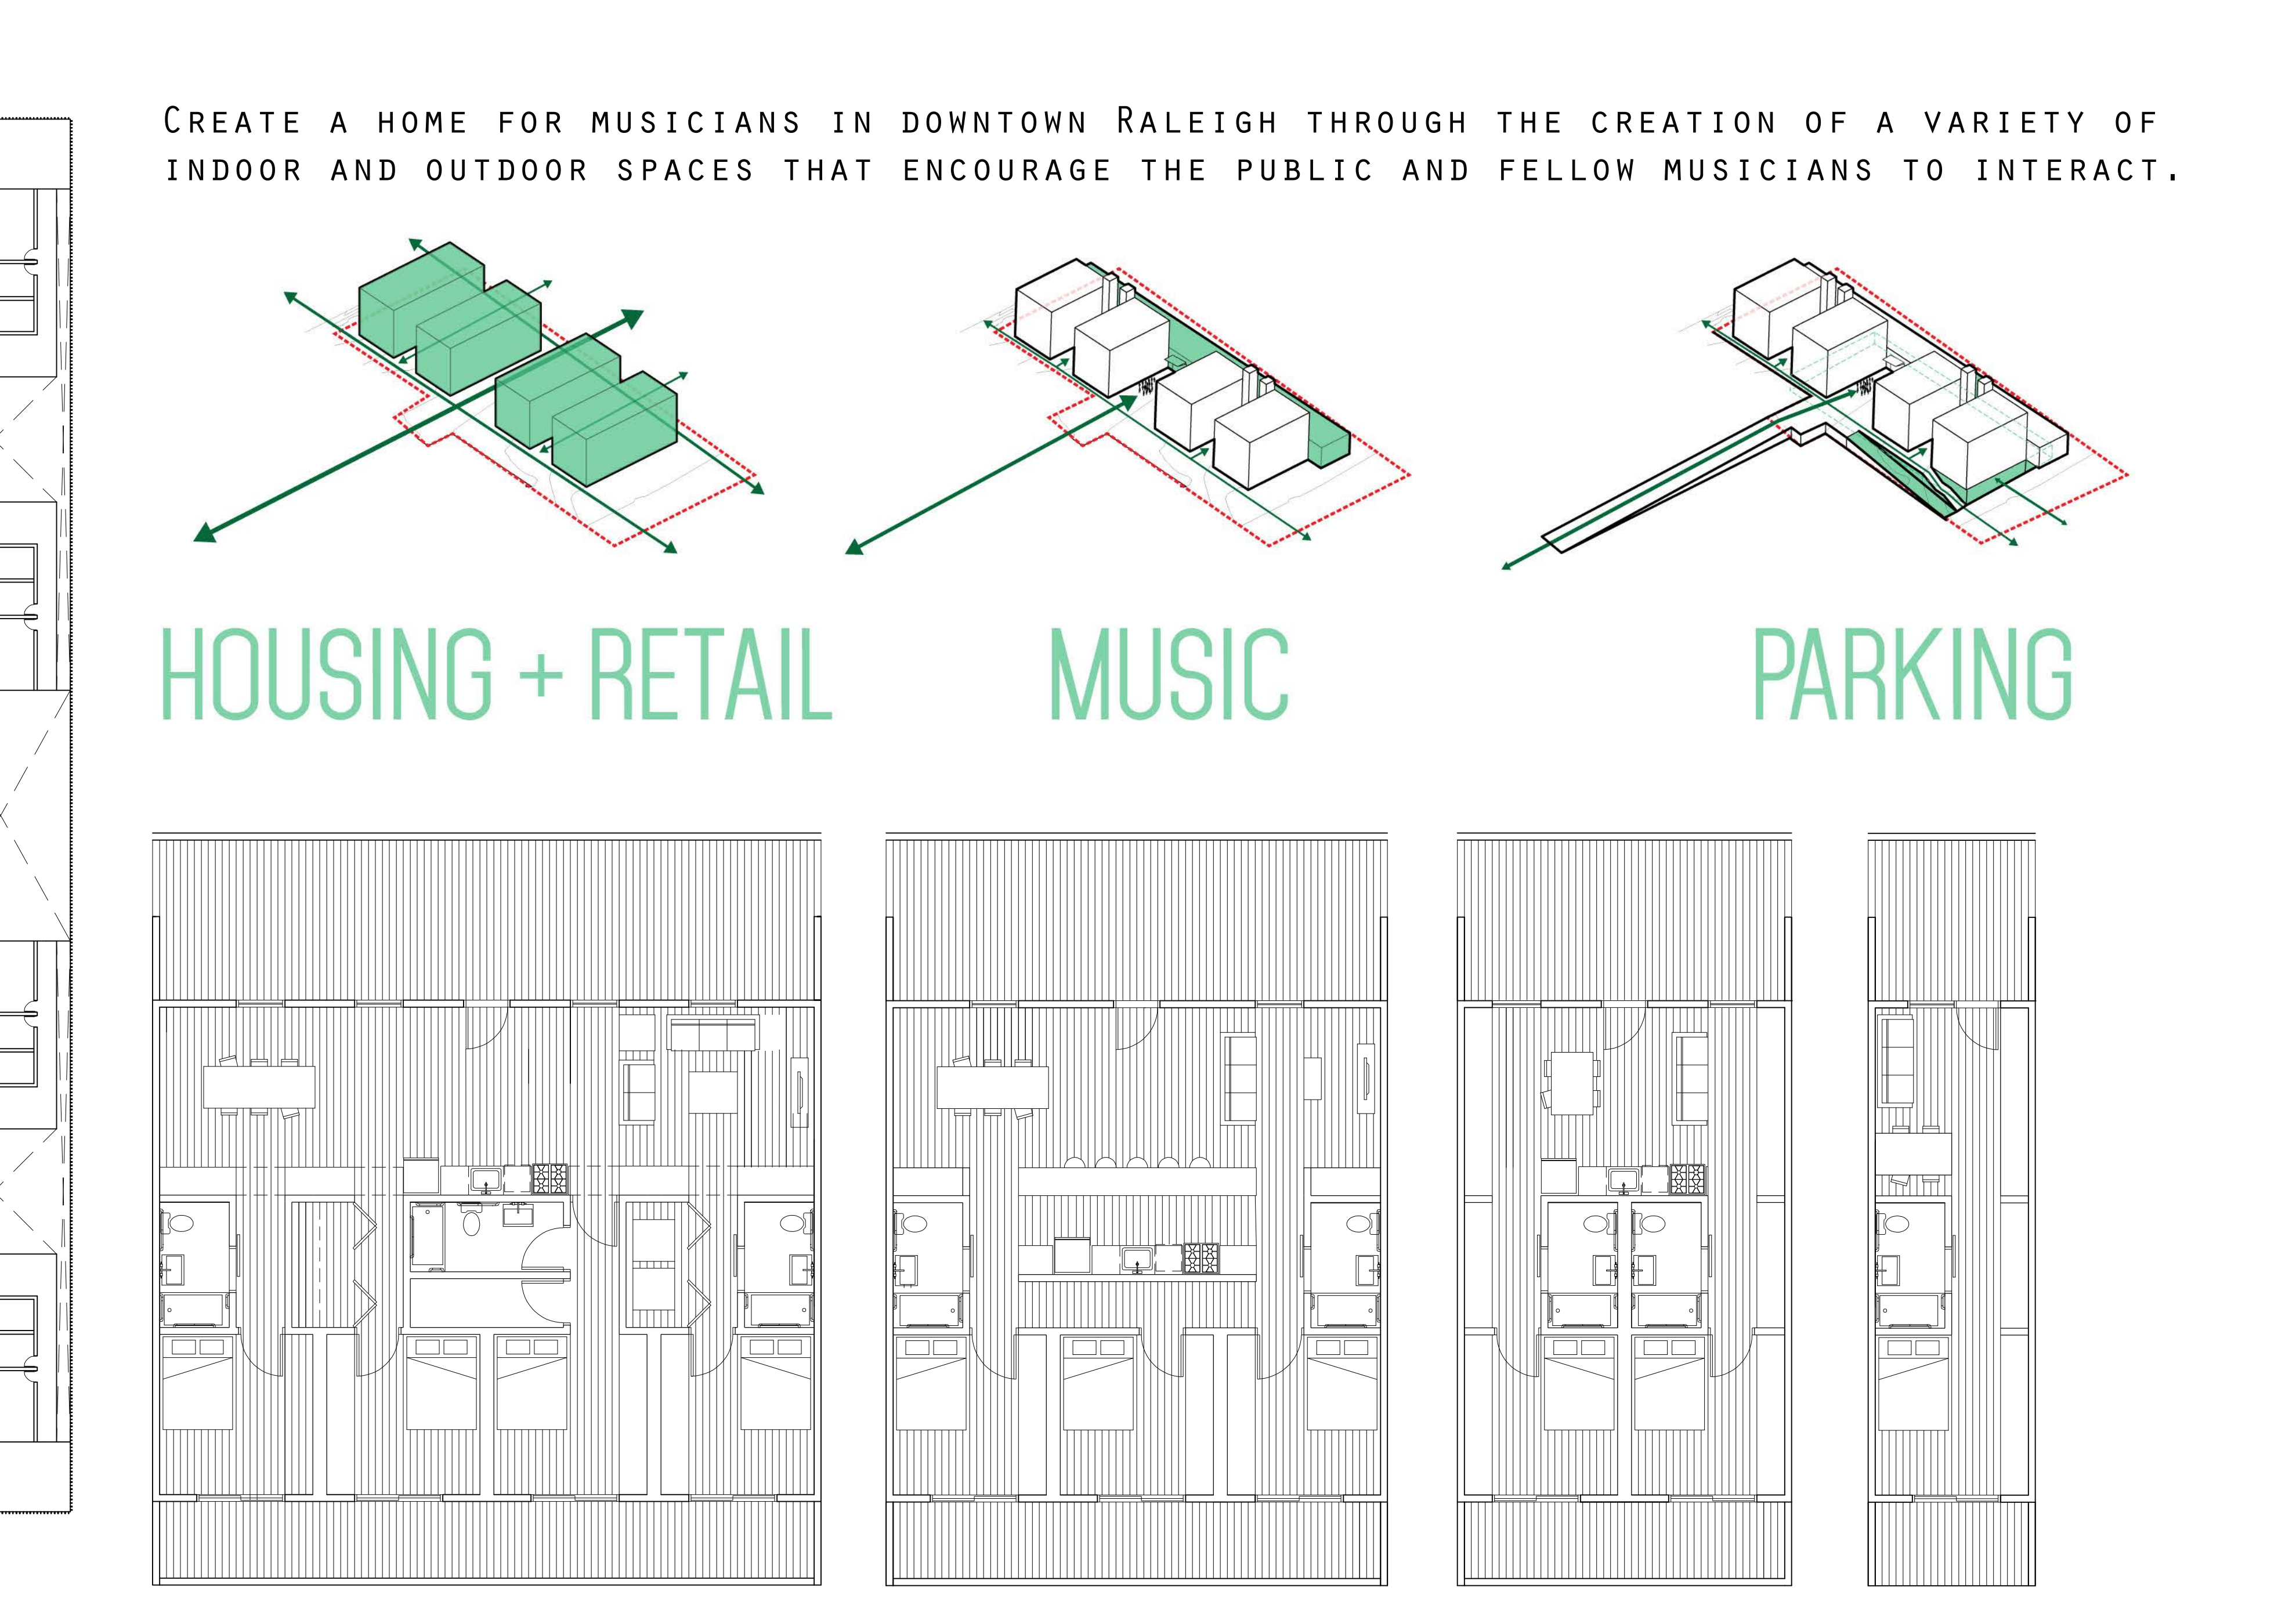 Create a home for musicians in downtown Raleigh through the creation of a variety of
indoor and outdoor spaces that encourage the public and fellow musicians to interact.
HOUSING + RETAIL
MUSIC
PARKING